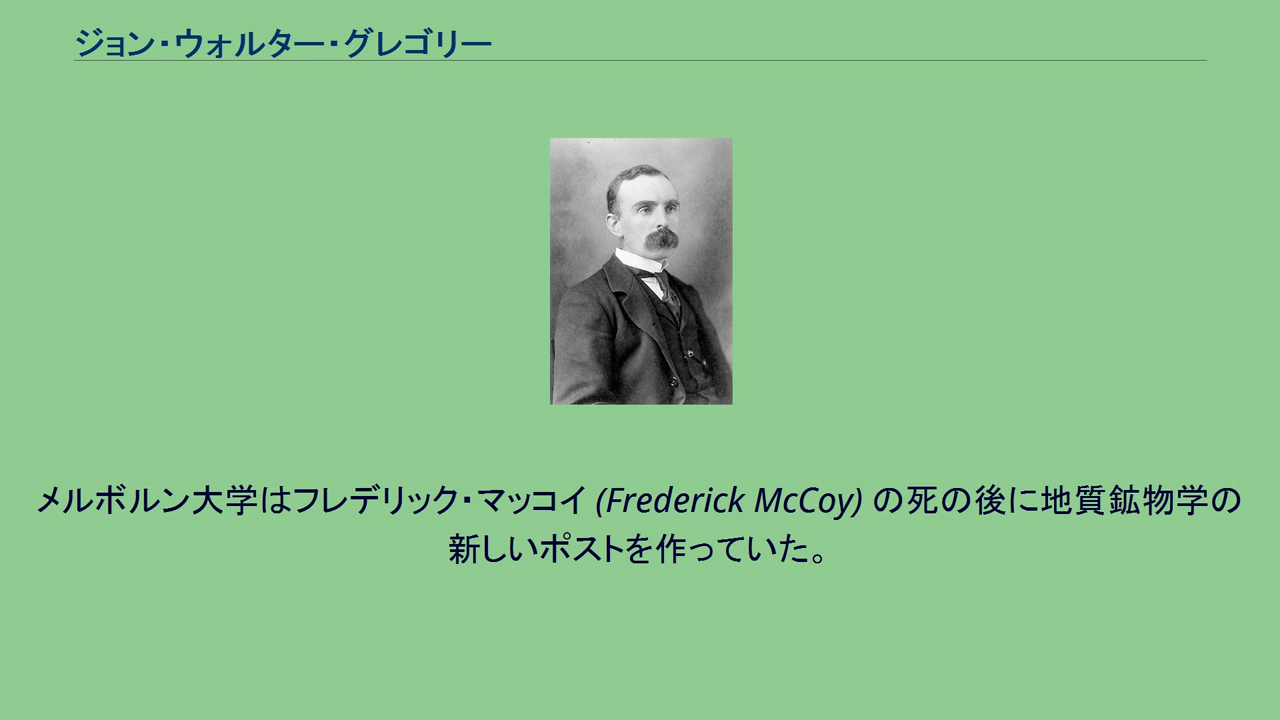 ジョン・ウォルター・グレゴリー
メルボルン大学はフレデリック・マッコイ (Frederick McCoy) の死の後に地質鉱物学の
新しいポストを作っていた。